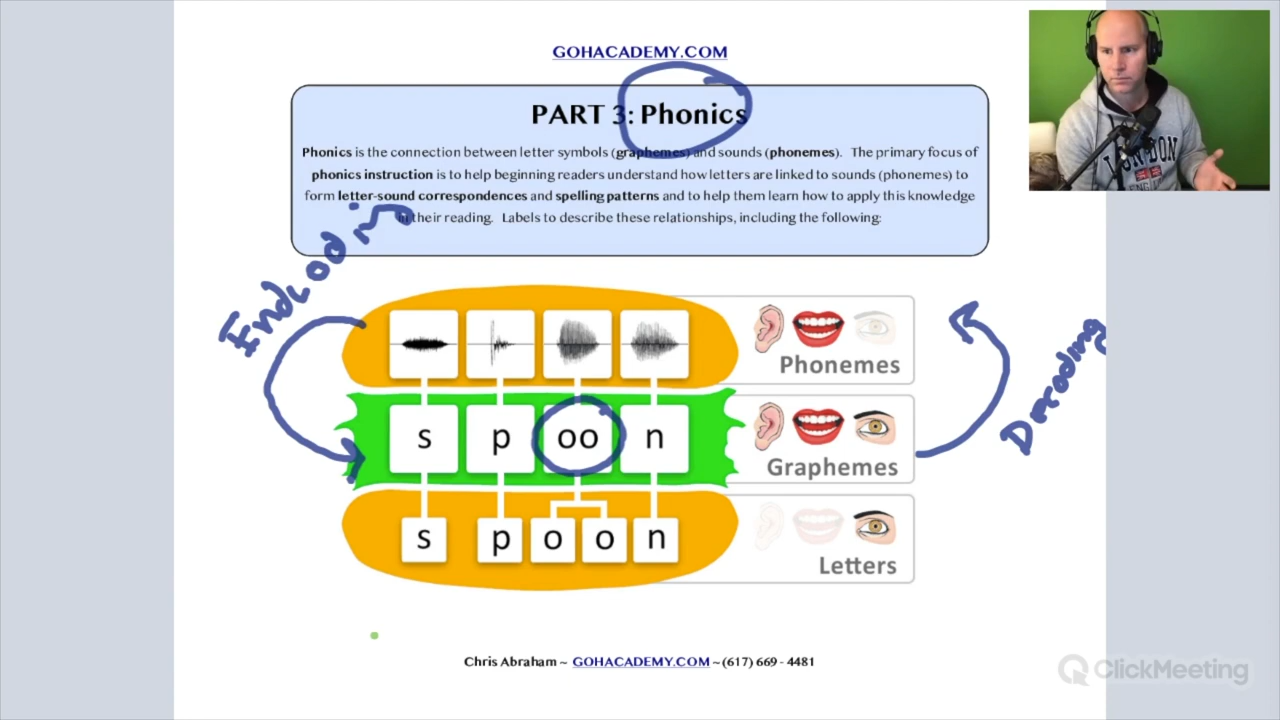 GOHACADEMY.COM
PART 3: Phonics
Phonics is the connection between letter symbols (graphemes) and sounds (phonemes). The primary focus of
phonics instruction is to help beginning readers understand how letters are linked to sounds (phonemes) to
form letter-sound correspondences and spelling patterns and to help them learn how to apply this knowledge
in their reading. Labels to describe these relationships, including the following:
Endcoding
Decoding
Phonemes
s p oo n
Graphemes
s p o o n
Letters
Chris Abraham ~ GOHACADEMY.COM ~ (617) 669 - 4481
LONDON
ClickMeeting